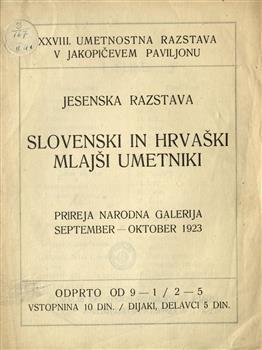 XXVIII. UMETNOSTNA RAZSTAVA
V JAKOPIČEVEM PAVILJONU
JESENSKA RAZSTAVA
SLOVENSKI IN HRVAŠKI
MLAJŠI UMETNIKI
PRIREJA NARODNA GALERIJA
SEPTEMBER — OKTOBER 1923
ODPRTO OD 9—1 / 2—5
VSTOPNINA 10 DIN. / DIJAKI, DELAVCI 5 DIN.